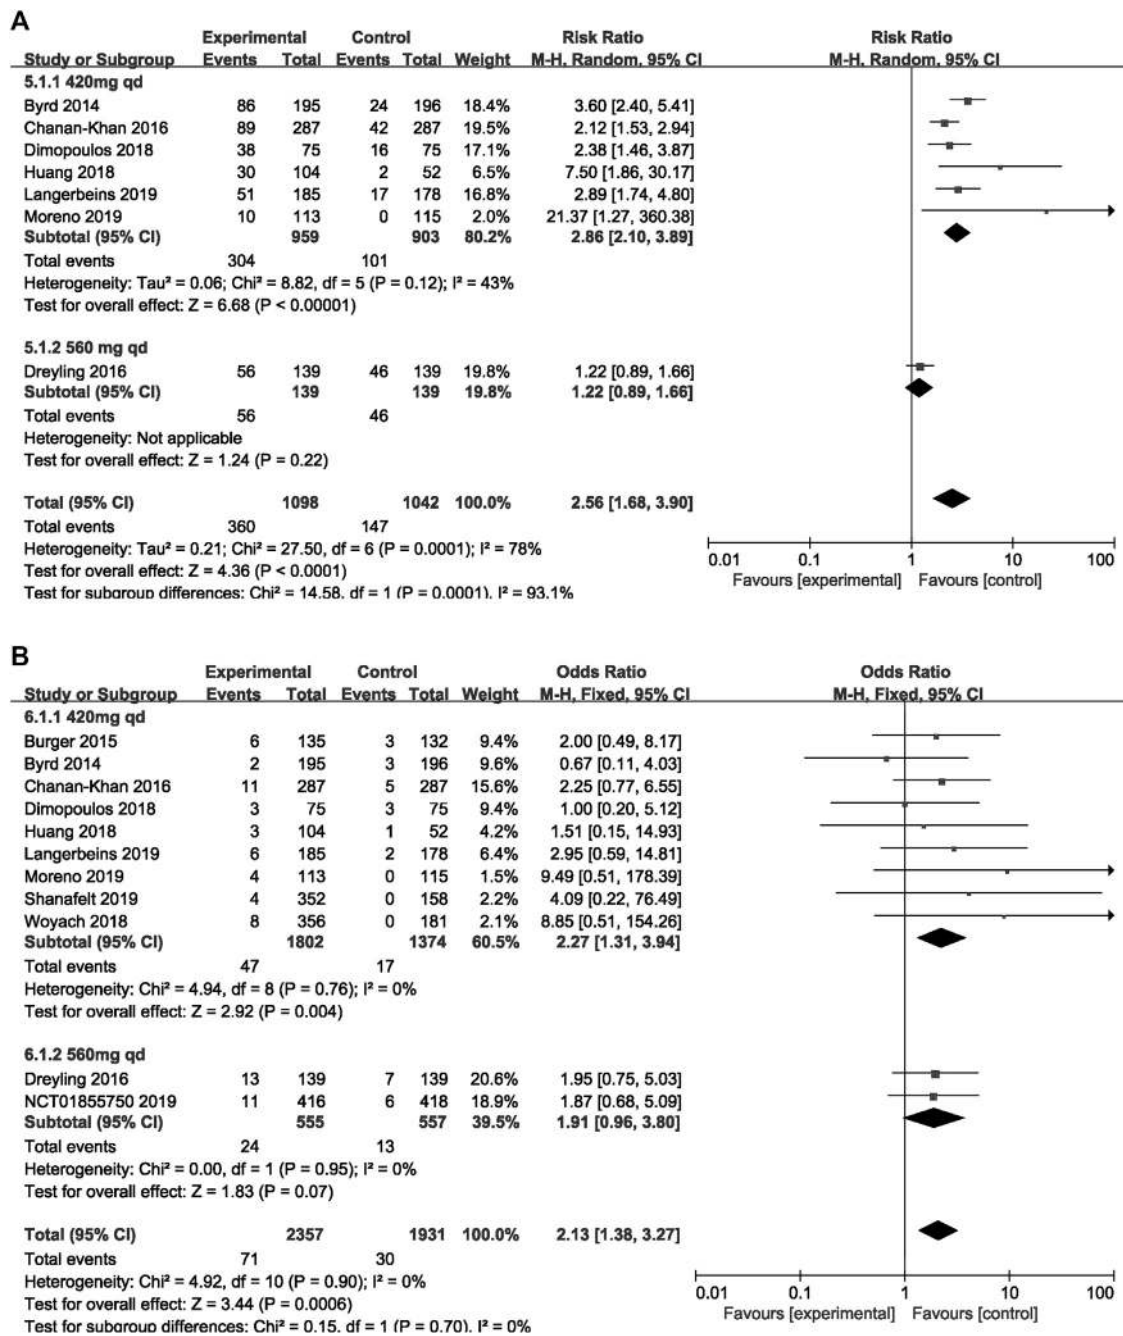 A
Experimental Control Risk Ratio Risk Ratio
Study or Subgroup Events Total Events Total Weight M-H, Random, 95% CI M-H, Random, 95% CI
5.1.1 420mg qd
Byrd 2014 86 195 24 196 18.4% 3.60 [2.40, 5.41]
Chanan-Khan 2016 89 287 42 287 19.5% 2.12 [1.53, 2.94]
Dimopoulos 2018 38 75 16 75 17.1% 2.38 [1.46, 3.87]
Huang 2018 30 104 2 52 6.5% 7.50 [1.86, 30.17]
Langerbeins 2019 51 185 17 178 16.8% 2.89 [1.74, 4.80]
Moreno 2019 10 113 0 115 2.0% 21.37 [1.27, 360.38]
Subtotal (95% CI) 959 903 80.2% 2.86 [2.10, 3.89]
Total events 304 101
Heterogeneity: Tau² = 0.06; Chi² = 8.82, df = 5 (P = 0.12); I² = 43%
Test for overall effect: Z = 6.68 (P < 0.00001)
5.1.2 560 mg qd
Dreyling 2016 56 139 46 139 19.8% 1.22 [0.89, 1.66]
Subtotal (95% CI) 139 139 19.8% 1.22 [0.89, 1.66]
Total events 56 46
Heterogeneity: Not applicable
Test for overall effect: Z = 1.24 (P = 0.22)
Total (95% CI) 1098 1042 100.0% 2.56 [1.68, 3.90]
Total events 360 147
Heterogeneity: Tau² = 0.21; Chi² = 27.50, df = 6 (P = 0.0001); I² = 78%
Test for overall effect: Z = 4.36 (P < 0.0001)
Test for subgroup differences: Chi² = 14.58, df = 1 (P = 0.0001), I² = 93.1%
0.01 0.1 1 10 100
Favours [experimental] Favours [control]
B
Experimental Control Odds Ratio Odds Ratio
Study or Subgroup Events Total Events Total Weight M-H, Fixed, 95% CI M-H, Fixed, 95% CI
6.1.1 420mg qd
Burger 2015 6 135 3 132 9.4% 2.00 [0.49, 8.17]
Byrd 2014 2 195 3 196 9.6% 0.67 [0.11, 4.03]
Chanan-Khan 2016 11 287 5 287 15.6% 2.25 [0.77, 6.55]
Dimopoulos 2018 3 75 3 75 9.4% 1.00 [0.20, 5.12]
Huang 2018 3 104 1 52 4.2% 1.51 [0.15, 14.93]
Langerbeins 2019 6 185 2 178 6.4% 2.95 [0.59, 14.81]
Moreno 2019 4 113 0 115 1.5% 9.49 [0.51, 178.39]
Shanafelt 2019 4 352 0 158 2.2% 4.09 [0.22, 76.49]
Woyach 2018 8 356 0 181 2.1% 8.85 [0.51, 154.26]
Subtotal (95% CI) 1802 1374 60.5% 2.27 [1.31, 3.94]
Total events 47 17
Heterogeneity: Chi² = 4.94, df = 8 (P = 0.76); I² = 0%
Test for overall effect: Z = 2.92 (P = 0.004)
6.1.2 560mg qd
Dreyling 2016 13 139 7 139 20.6% 1.95 [0.75, 5.03]
NCT01855750 2019 11 416 6 418 18.9% 1.87 [0.68, 5.09]
Subtotal (95% CI) 555 557 39.5% 1.91 [0.96, 3.80]
Total events 24 13
Heterogeneity: Chi² = 0.00, df = 1 (P = 0.95); I² = 0%
Test for overall effect: Z = 1.83 (P = 0.07)
Total (95% CI) 2357 1931 100.0% 2.13 [1.38, 3.27]
Total events 71 30
Heterogeneity: Chi² = 4.92, df = 10 (P = 0.90); I² = 0%
Test for overall effect: Z = 3.44 (P = 0.0006)
Test for subgroup differences: Chi² = 0.15, df = 1 (P = 0.70), I² = 0%
0.01 0.1 1 10 100
Favours [experimental] Favours [control]